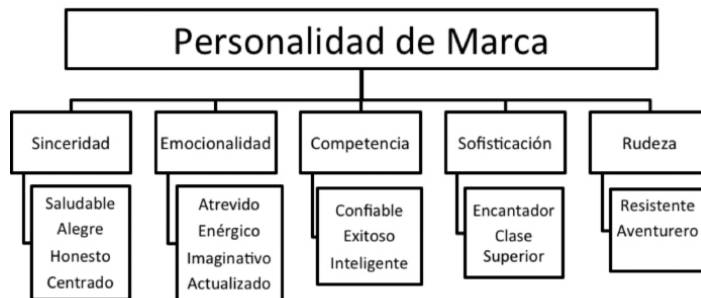 Personalidad de Marca
Sinceridad
Emocionalidad
Competencia
Sofisticación
Rudeza
Saludable
Alegre
Honesto
Centrado
Atrevido
Enérgico
Imaginativo
Actualizado
Confiable
Exitoso
Inteligente
Encantador
Clase
Superior
Resistente
Aventurero